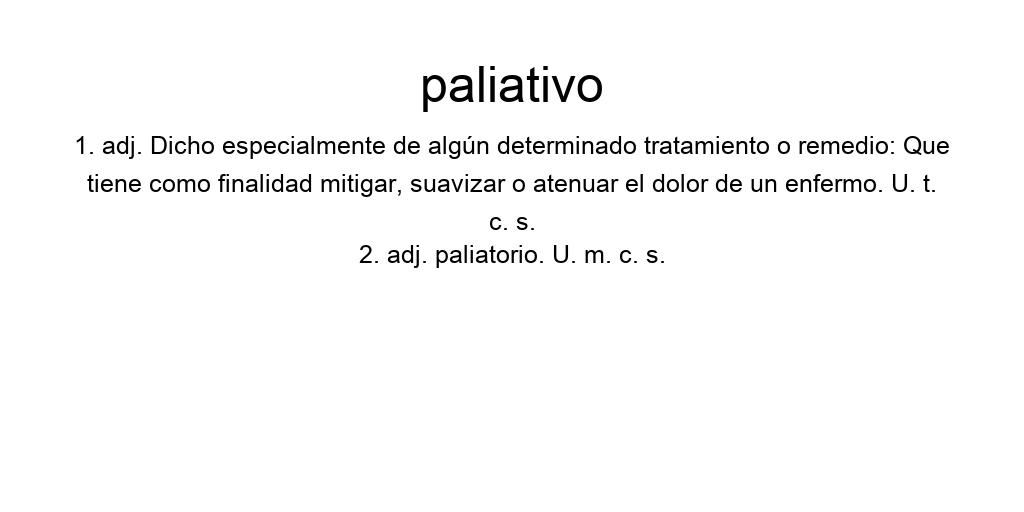 paliativo
1. adj. Dicho especialmente de algún determinado tratamiento o remedio: Que
tiene como finalidad mitigar, suavizar o atenuar el dolor de un enfermo. U. t.
c. s.
2. adj. paliatorio. U. m. c. s.